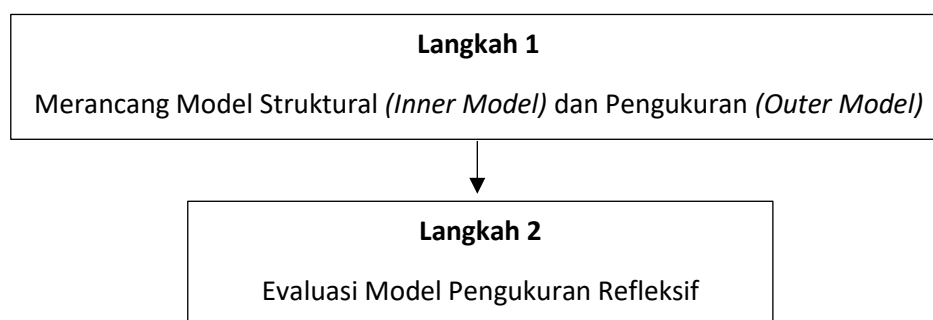 Langkah 1
Merancang Model Struktural (Inner Model) dan Pengukuran (Outer Model)
Langkah 2
Evaluasi Model Pengukuran Refleksif